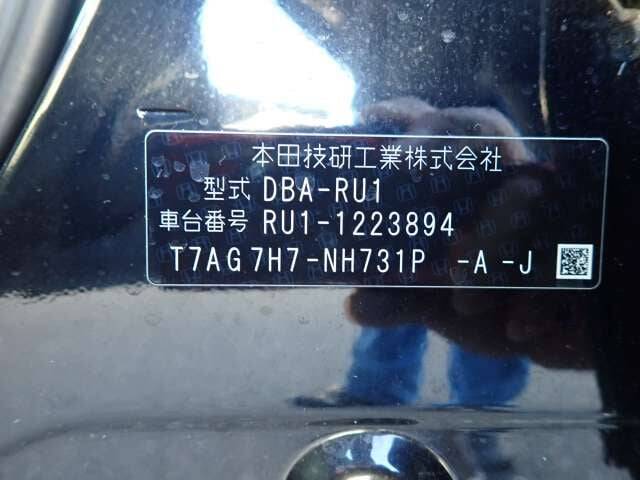 本田技研工業株式会社
型式 DBA-RU1
車台番号 RU1-1223894
T7AG7H7-NH731P -A -J